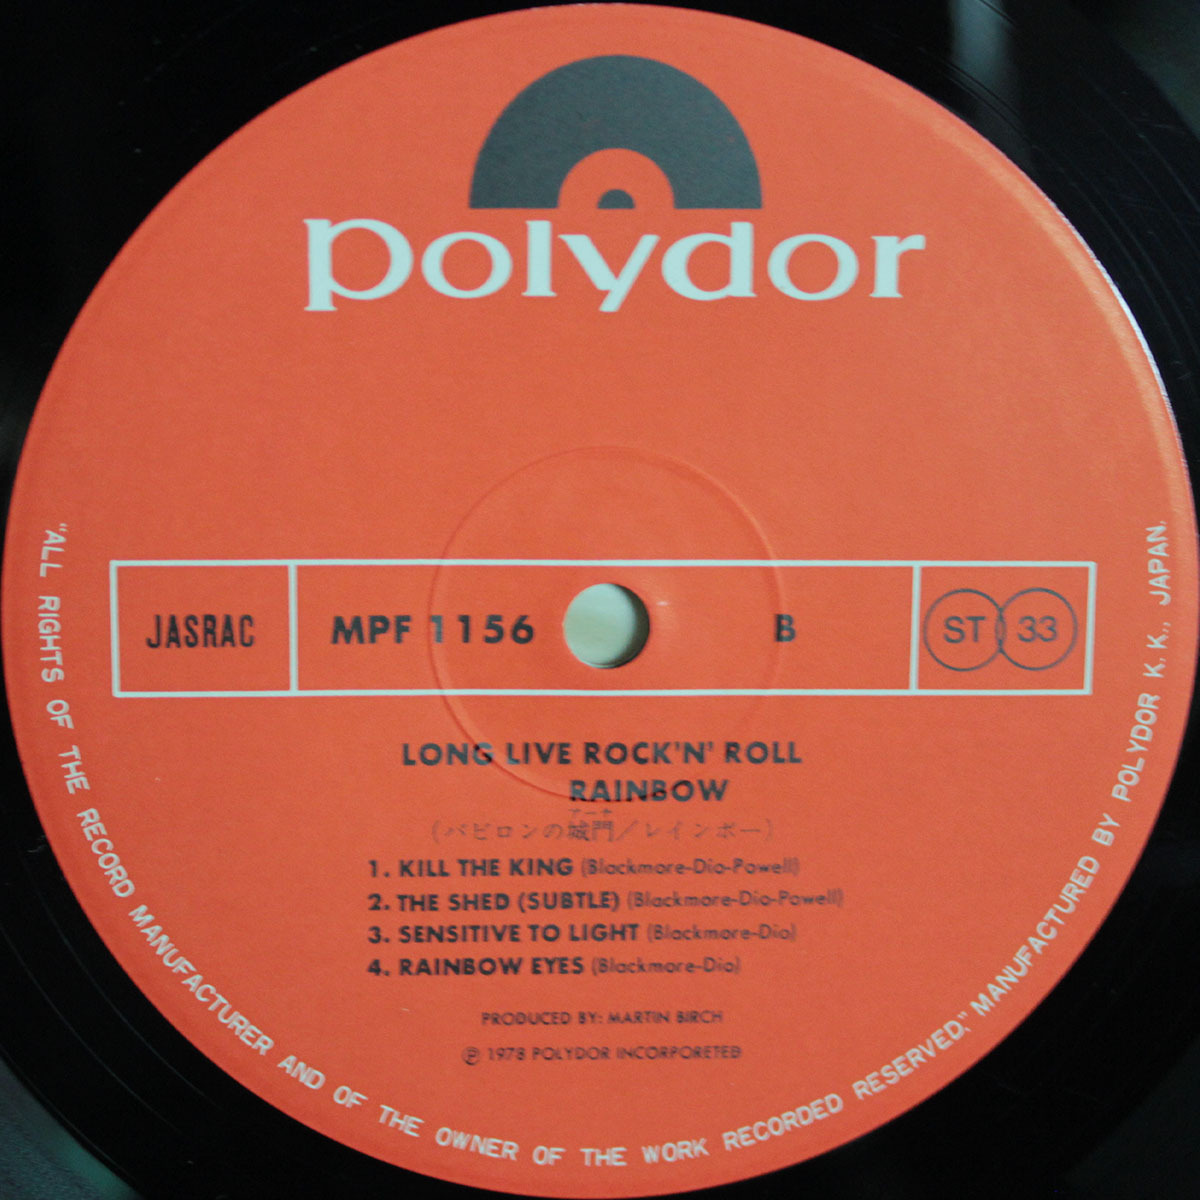 polydor
JASRAC
MPF 1156
B
ST 33
LONG LIVE ROCK'N' ROLL
RAINBOW
アーチ
(バビロンの城門/レインボー)
1. KILL THE KING (Blackmore-Dio-Powell)
2. THE SHED (SUBTLE) (Blackmore-Dio-Powell)
3. SENSITIVE TO LIGHT (Blackmore-Dio)
4. RAINBOW EYES (Blackmore-Dio)
PRODUCED BY: MARTIN BIRCH
Ⓟ 1978 POLYDOR INCORPORETED
"ALL RIGHTS OF THE RECORD MANUFACTURER AND OF THE OWNER OF THE WORK RECORDED RESERVED," MANUFACTURED BY POLYDOR K. K., JAPAN.